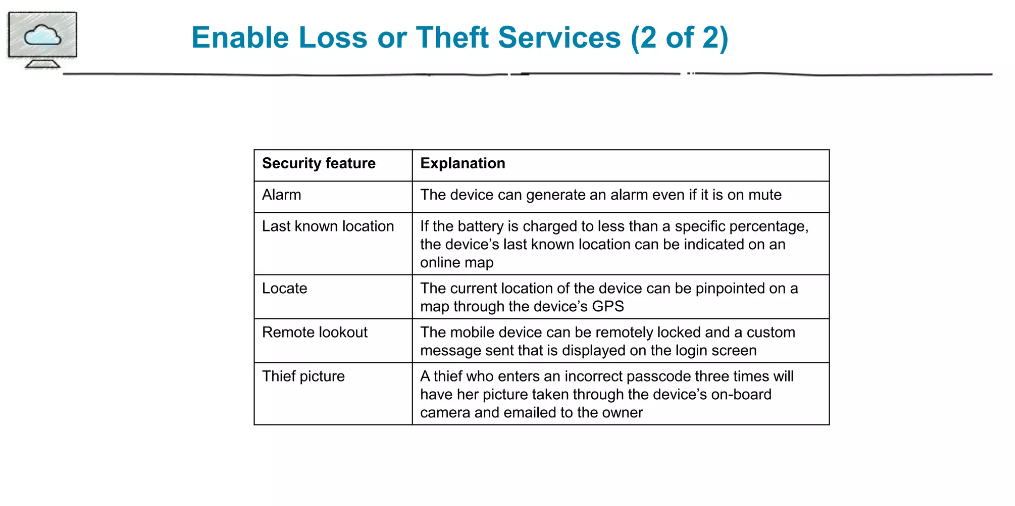 Enable Loss or Theft Services (2 of 2)
Security feature
Explanation
Alarm
The device can generate an alarm even if it is on mute
Last known location
If the battery is charged to less than a specific percentage,
the device's last known location can be indicated on an
online map
Locate
The current location of the device can be pinpointed on a
map through the device's GPS
Remote lookout
The mobile device can be remotely locked and a custom
message sent that is displayed on the login screen
Thief picture
A thief who enters an incorrect passcode three times will
have her picture taken through the device's on-board
camera and emailed to the owner